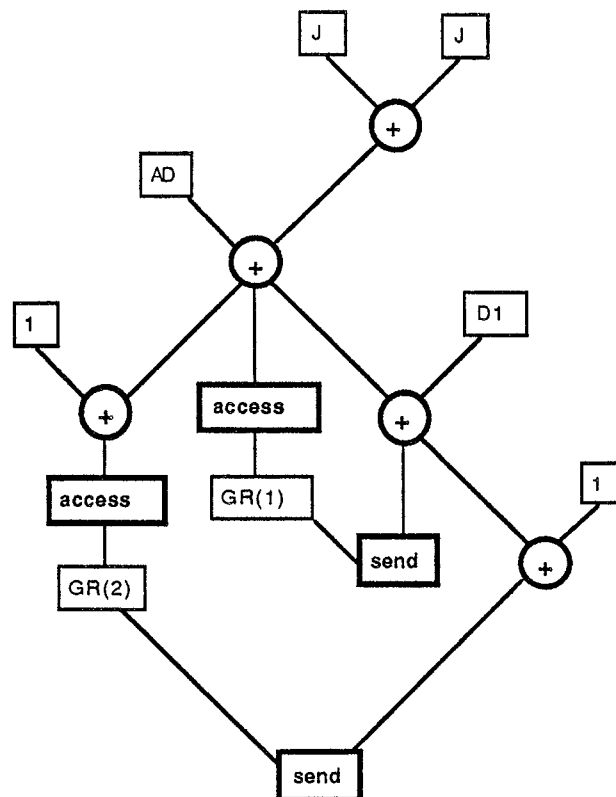 J
J
+
AD
+
1
D1
+
access
+
access
GR(1)
1
send
+
GR(2)
send